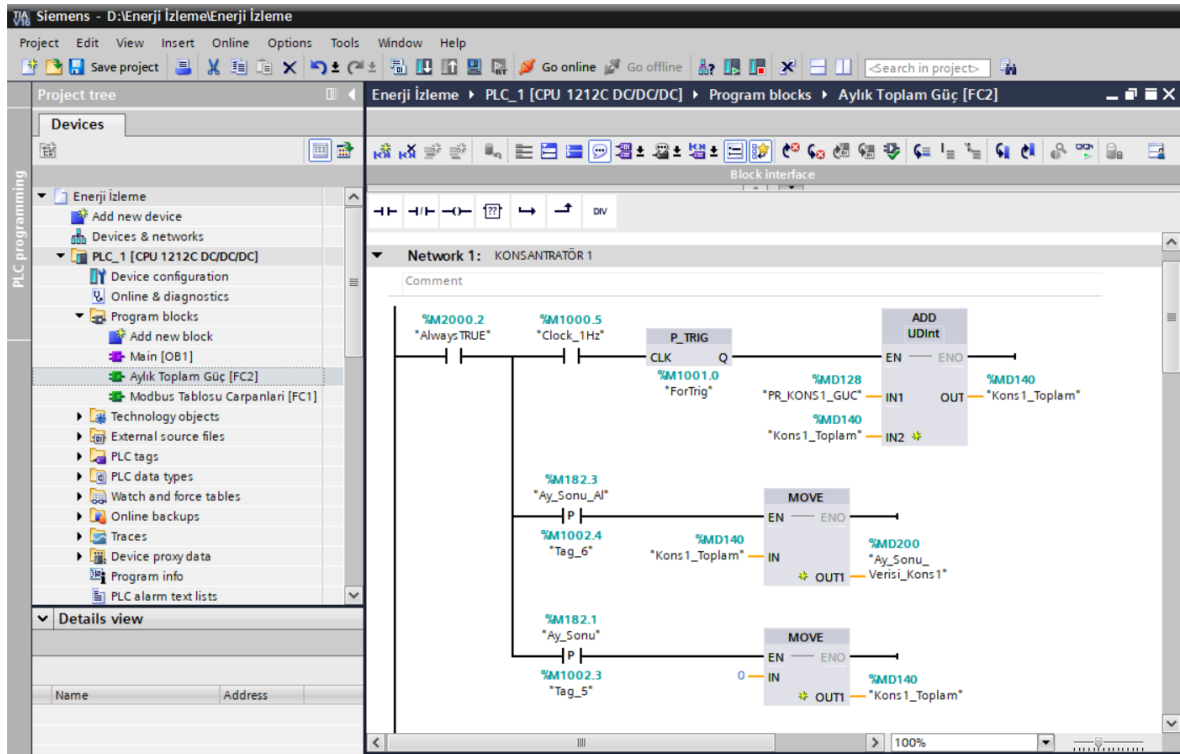 Siemens - D:\Enerji İzleme\Enerji İzleme
Project Edit View Insert Online Options Tools Window Help
Save project Go online Go offline <Search in project>
Project tree
Enerji İzleme PLC_1 [CPU 1212C DC/DC/DC] Program blocks Aylık Toplam Güç [FC2]
Devices
PLC programming
Block interface
Enerji İzleme
Add new device
Devices & networks
PLC_1 [CPU 1212C DC/DC/DC]
Device configuration
Online & diagnostics
Program blocks
Add new block
Main [OB1]
Aylık Toplam Güç [FC2]
Modbus Tablosu Carpanlari [FC1]
Technology objects
External source files
PLC tags
PLC data types
Watch and force tables
Online backups
Traces
Device proxy data
Program info
PLC alarm text lists
Details view
Name Address
??
DIV
Network 1: KONSANTRATÖR 1
Comment
%M2000.2
"AlwaysTRUE"
%M1000.5
"Clock_1Hz"
P_TRIG
CLK Q
%M1001.0
"ForTrig"
ADD
UDInt
EN ENO
%MD128
"PR_KONS1_GUC" IN1
%MD140
"Kons1_Toplam" IN2
OUT
%MD140
"Kons1_Toplam"
%M182.3
"Ay_Sonu_Al"
P
%M1002.4
"Tag_6"
MOVE
EN ENO
%MD140
"Kons1_Toplam" IN
OUT1
%MD200
"Ay_Sonu_
Verisi_Kons1"
%M182.1
"Ay_Sonu"
P
%M1002.3
"Tag_5"
MOVE
EN ENO
0 IN
OUT1
%MD140
"Kons1_Toplam"
100%